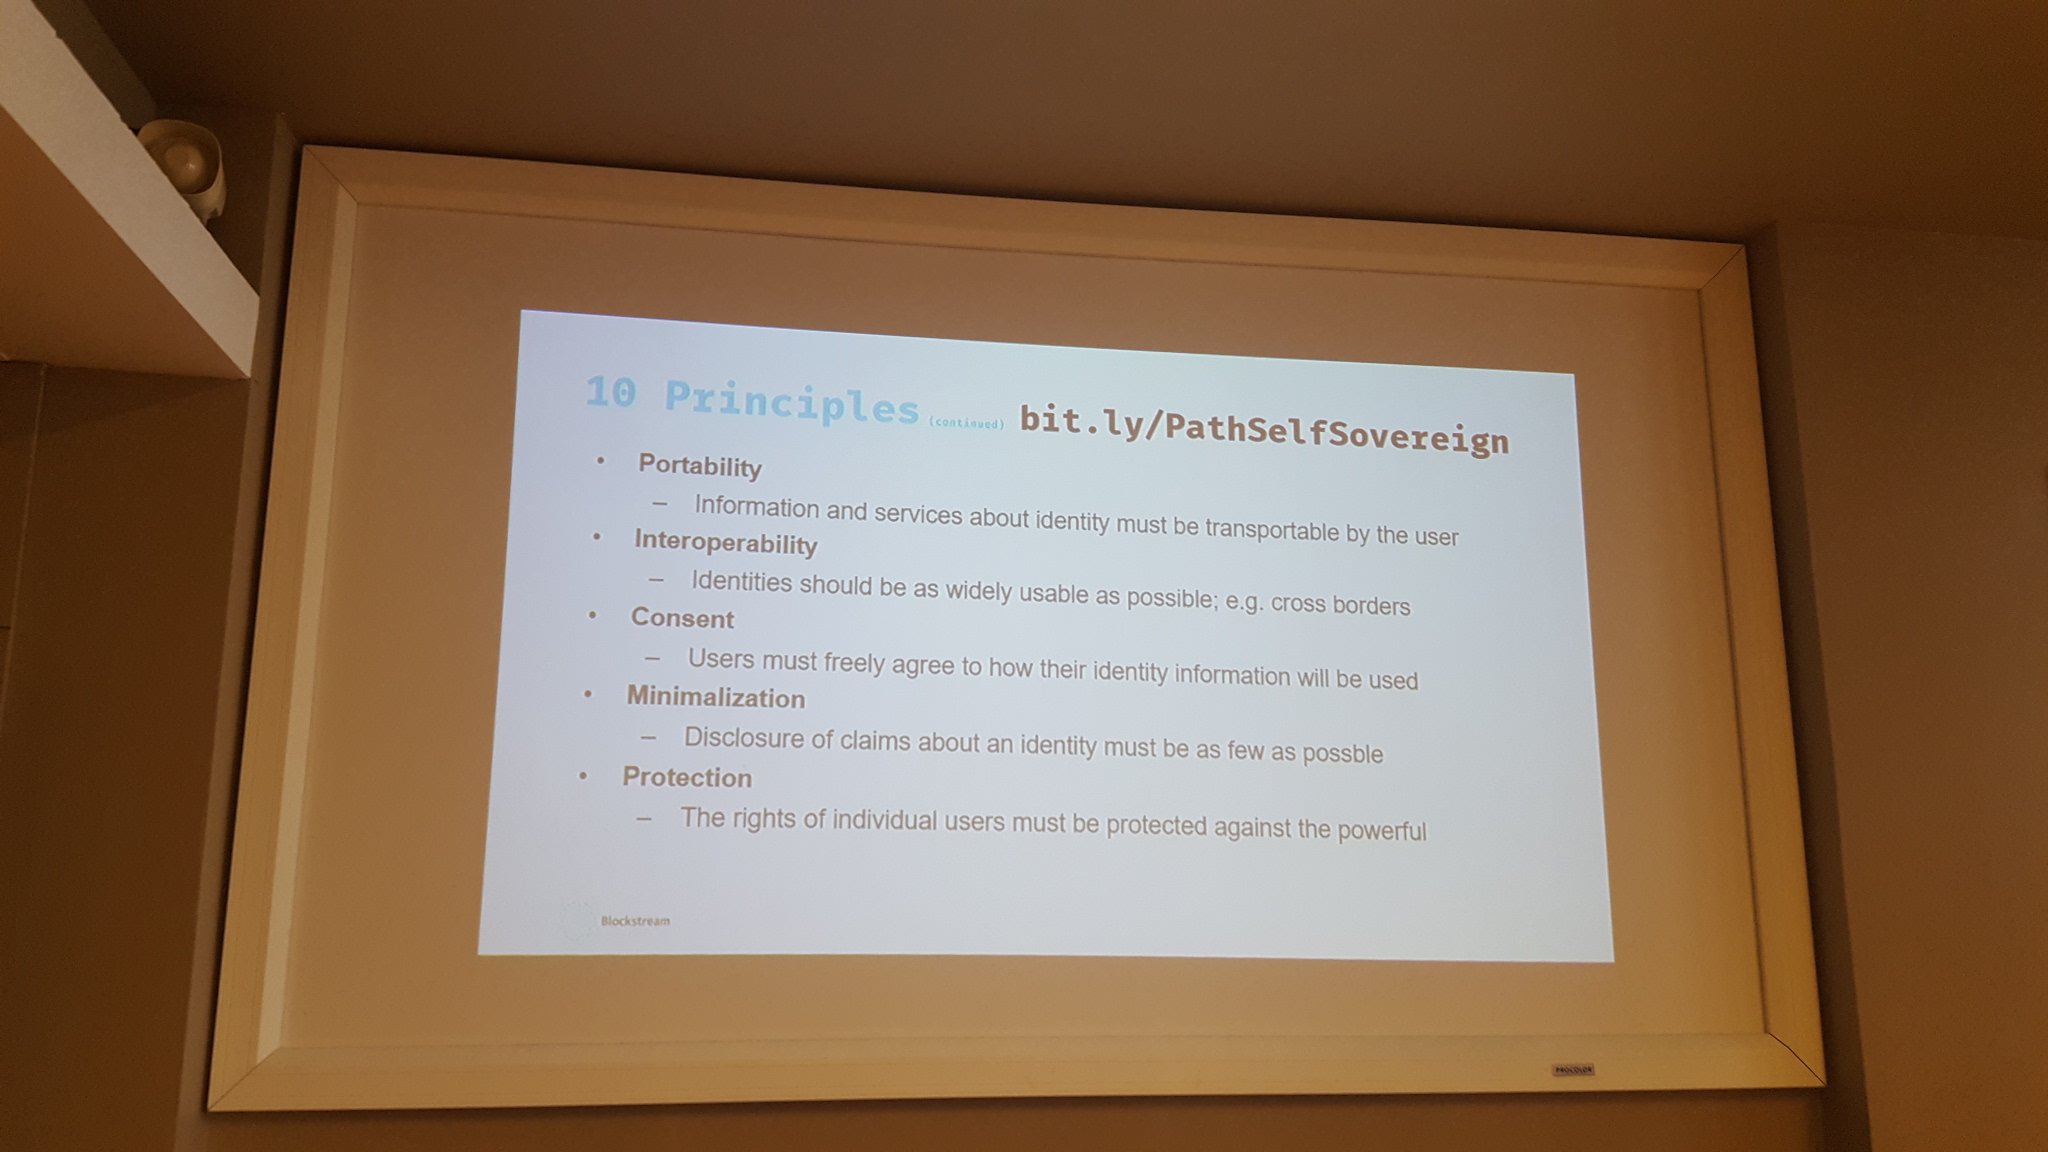 10 Principles (continued) bit.ly/PathSelfSovereign
• Portability
– Information and services about identity must be transportable by the user
• Interoperability
– Identities should be as widely usable as possible; e.g. cross borders
• Consent
– Users must freely agree to how their identity information will be used
• Minimalization
– Disclosure of claims about an identity must be as few as possble
• Protection
– The rights of individual users must be protected against the powerful
Blockstream
PROCOLOR